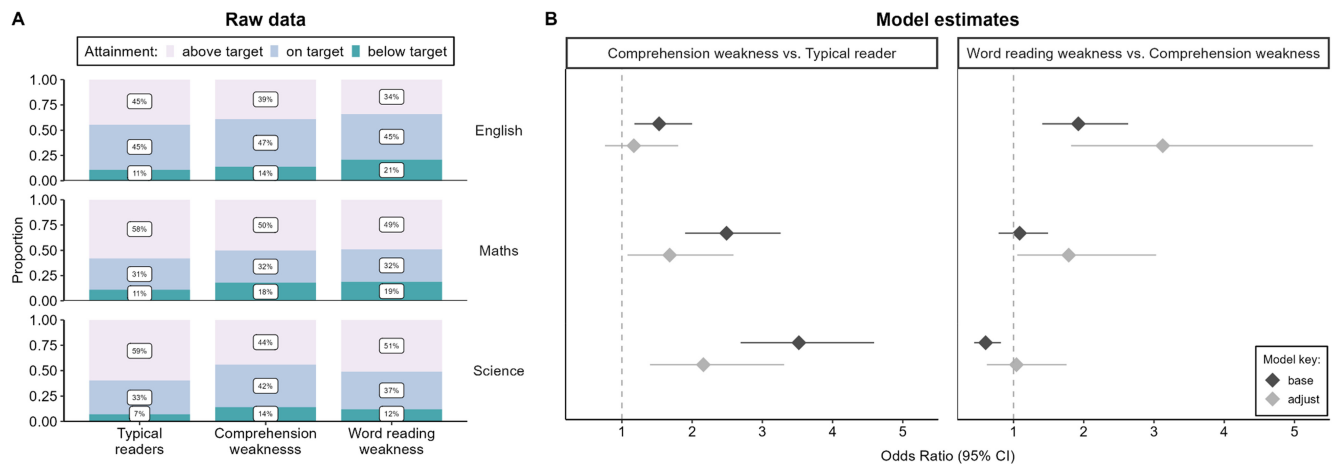 A
Raw data
Attainment: above target on target below target
1.00
0.75
0.50
0.25
0.00
45%
39%
34%
45%
47%
45%
11%
14%
21%
English
1.00
0.75
0.50
0.25
0.00
58%
50%
49%
31%
32%
32%
11%
18%
19%
Maths
Proportion
1.00
0.75
0.50
0.25
0.00
59%
44%
51%
33%
42%
37%
7%
14%
12%
Science
Typical
readers
Comprehension
weaknesss
Word reading
weakness
B
Model estimates
Comprehension weakness vs. Typical reader
Word reading weakness vs. Comprehension weakness
Model key:
base
adjust
1 2 3 4 5
1 2 3 4 5
Odds Ratio (95% CI)